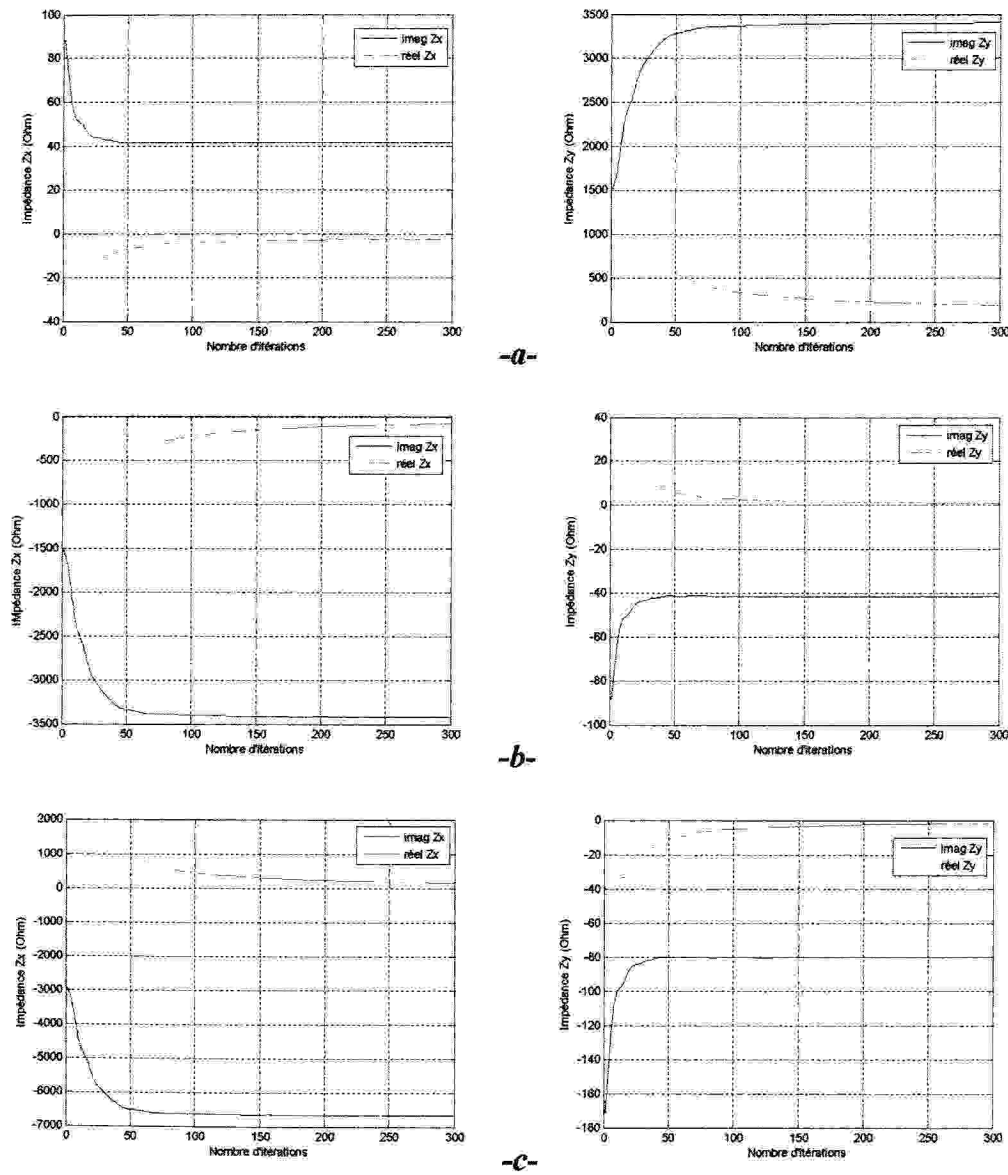 100
80
60
40
20
0
-20
-40
0 50 100 150 200 250 300
Impédance Zx (Ohm)
Nombre d'itérations
imag Zx
réel Zx
3500
3000
2500
2000
1500
1000
500
0
0 50 100 150 200 250 300
Impédance Zy (Ohm)
Nombre d'itérations
imag Zy
réel Zy
-a-
0
-500
-1000
-1500
-2000
-2500
-3000
-3500
0 50 100 150 200 250 300
IMpédance Zx (Ohm)
Nombre d'itérations
imag Zx
réel Zx
40
20
0
-20
-40
-60
-80
-100
0 50 100 150 200 250 300
Impédance Zy (Ohm)
Nombre d'itérations
imag Zy
réel Zy
-b-
2000
1000
0
-1000
-2000
-3000
-4000
-5000
-6000
-7000
0 50 100 150 200 250 300
Impédance Zx (Ohm)
Nombre d'itérations
imag Zx
réel Zx
0
-20
-40
-60
-80
-100
-120
-140
-160
-180
0 50 100 150 200 250 300
Impédance Zy (Ohm)
Nombre d'itérations
imag Zy
réel Zy
-c-